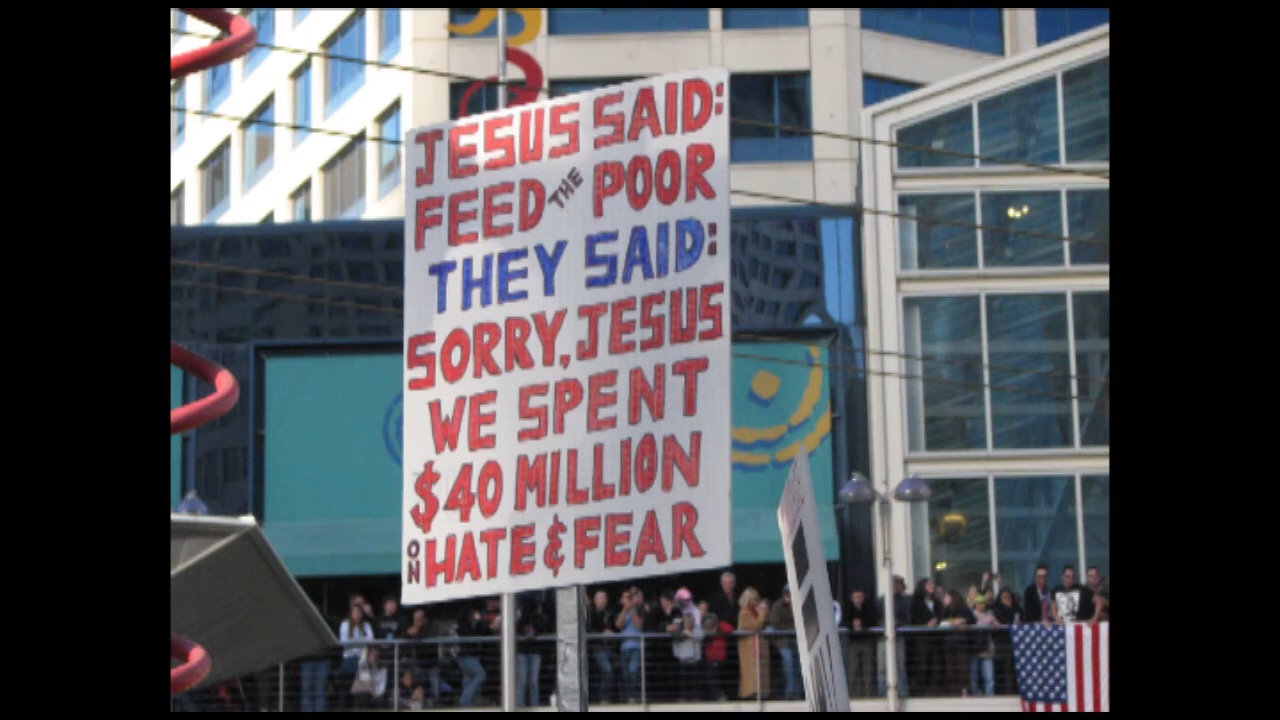 JESUS SAID:
FEED THE POOR
THEY SAID:
SORRY, JESUS
WE SPENT
$40 MILLION
ON HATE & FEAR